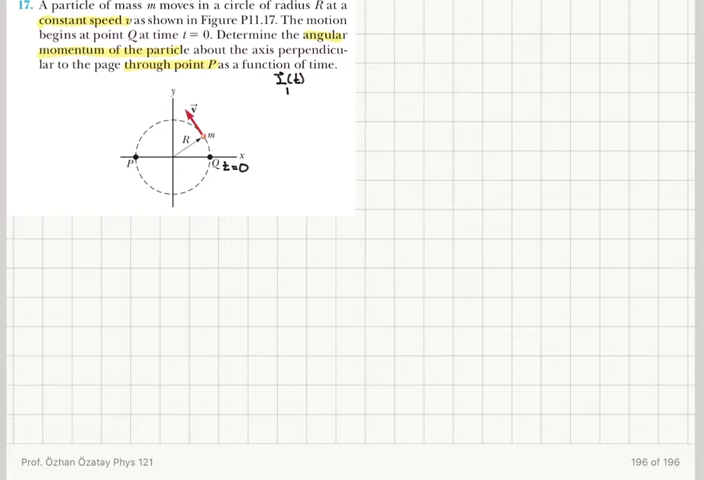 17. A particle of mass m moves in a circle of radius R at a
constant speed v as shown in Figure P11.17. The motion
begins at point Q at time t = 0. Determine the angular
momentum of the particle about the axis perpendicu-
lar to the page through point P as a function of time.
y
v
R
m
P
x
Q t=0
Prof. Özhan Özatay Phys 121
196 of 196